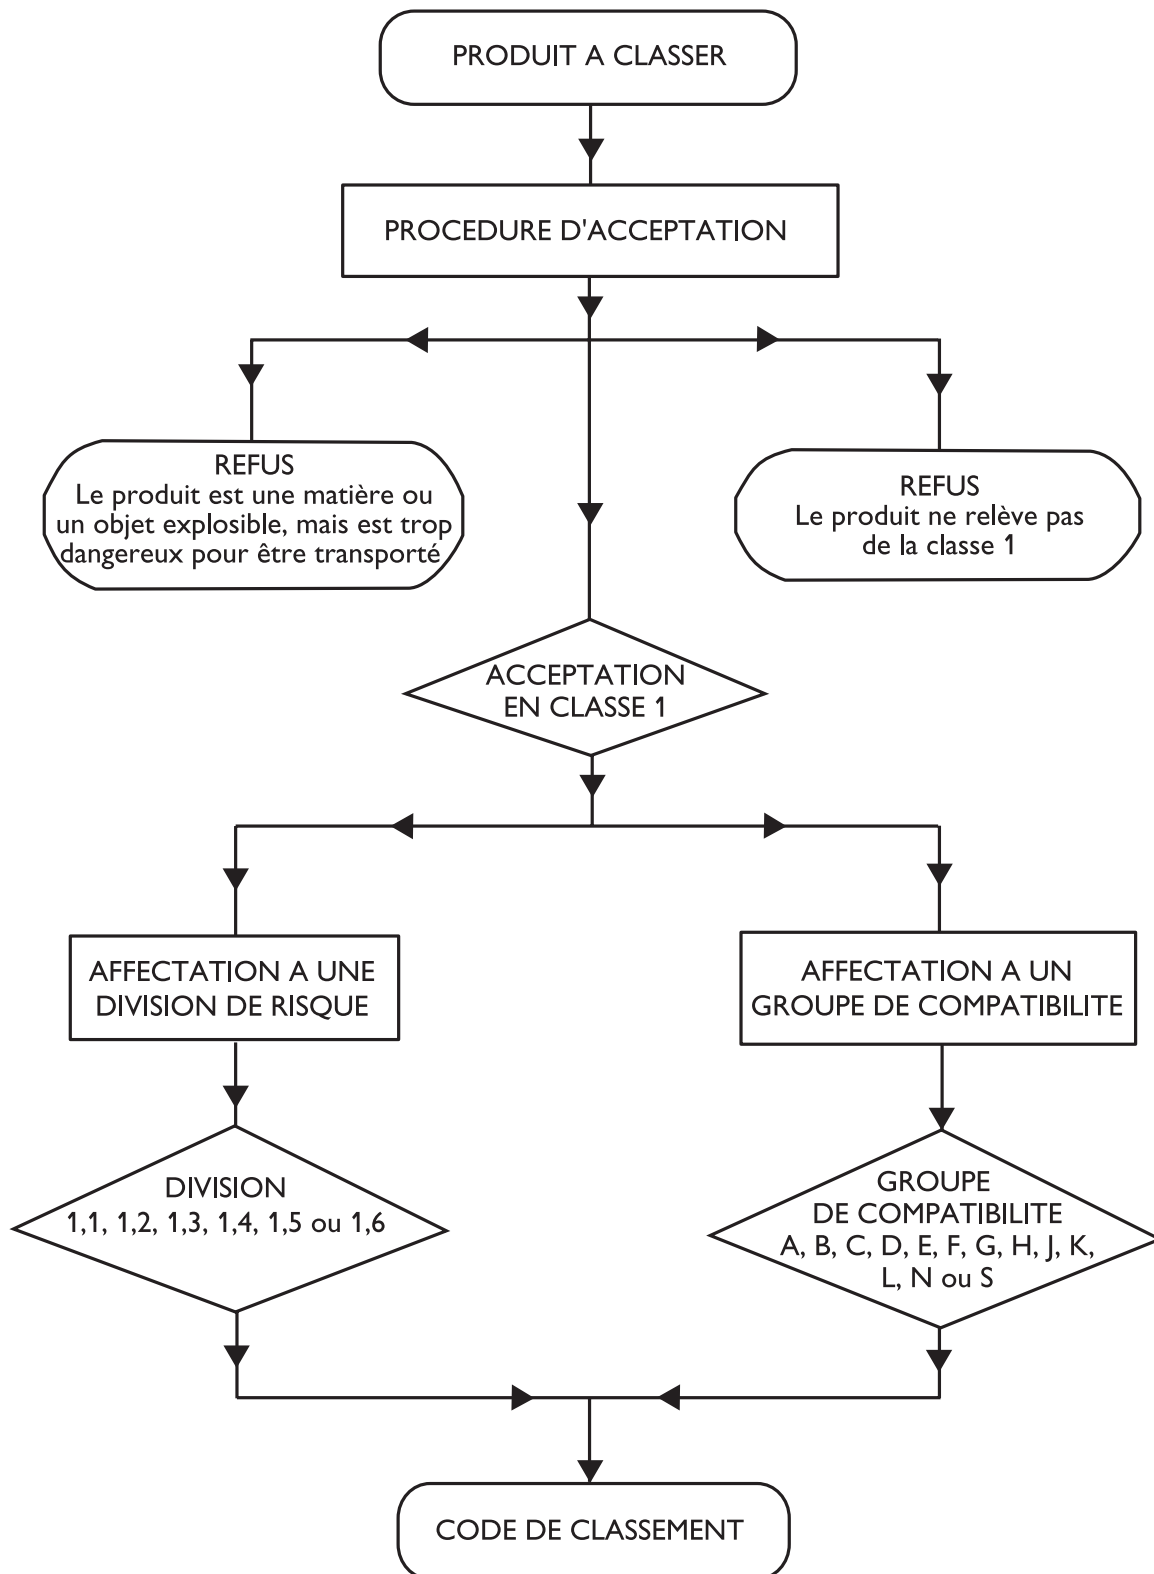 PRODUIT A CLASSER
PROCEDURE D'ACCEPTATION
REFUS
Le produit est une matière ou
un objet explosible, mais est trop
dangereux pour être transporté
REFUS
Le produit ne relève pas
de la classe 1
ACCEPTATION
EN CLASSE 1
AFFECTATION A UNE
DIVISION DE RISQUE
AFFECTATION A UN
GROUPE DE COMPATIBILITE
DIVISION
1,1, 1,2, 1,3, 1,4, 1,5 ou 1,6
GROUPE
DE COMPATIBILITE
A, B, C, D, E, F, G, H, J, K,
L, N ou S
CODE DE CLASSEMENT